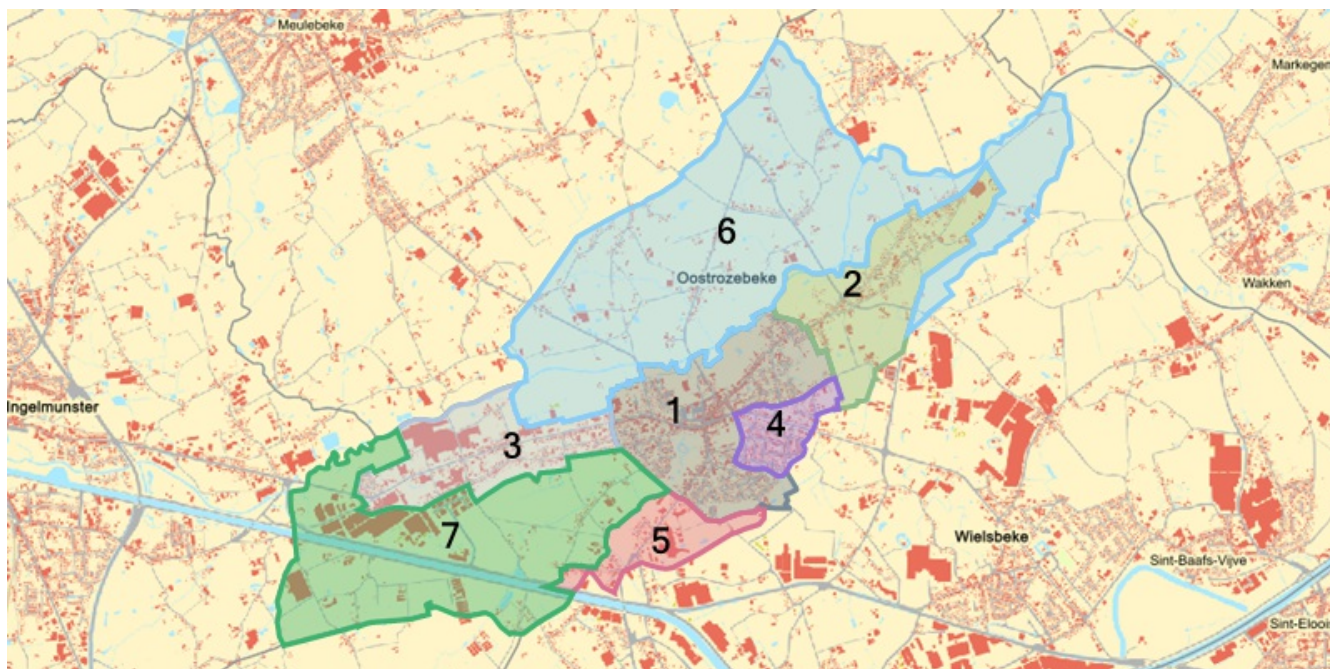 Meulebeke
Markegem
6
Oostrozebeke
2
Wakken
Ingelmunster
1
4
3
7
5
Wielsbeke
Sint-Baafs-Vijve
Sint-Eloois